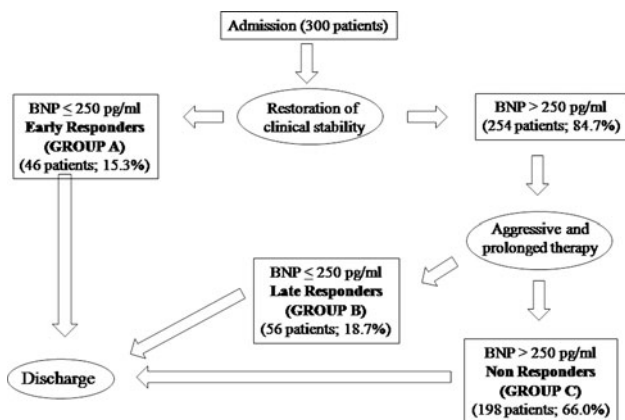 Admission (300 patients)
BNP ≤ 250 pg/ml
Early Responders
(GROUP A)
(46 patients; 15.3%)
Restoration of
clinical stability
BNP > 250 pg/ml
(254 patients; 84.7%)
Aggressive and
prolonged therapy
BNP ≤ 250 pg/ml
Late Responders
(GROUP B)
(56 patients; 18.7%)
Discharge
BNP > 250 pg/ml
Non Responders
(GROUP C)
(198 patients; 66.0%)